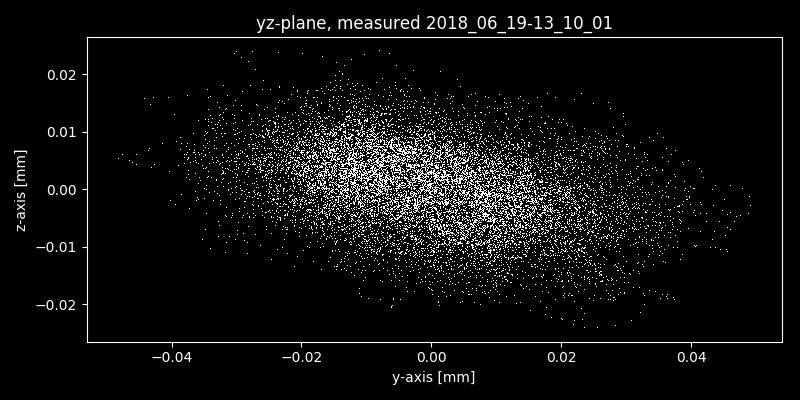 yz-plane, measured 2018_06_19-13_10_01
0.02
0.01
0.00
−0.01
−0.02
z-axis [mm]
−0.04 −0.02 0.00 0.02 0.04
y-axis [mm]